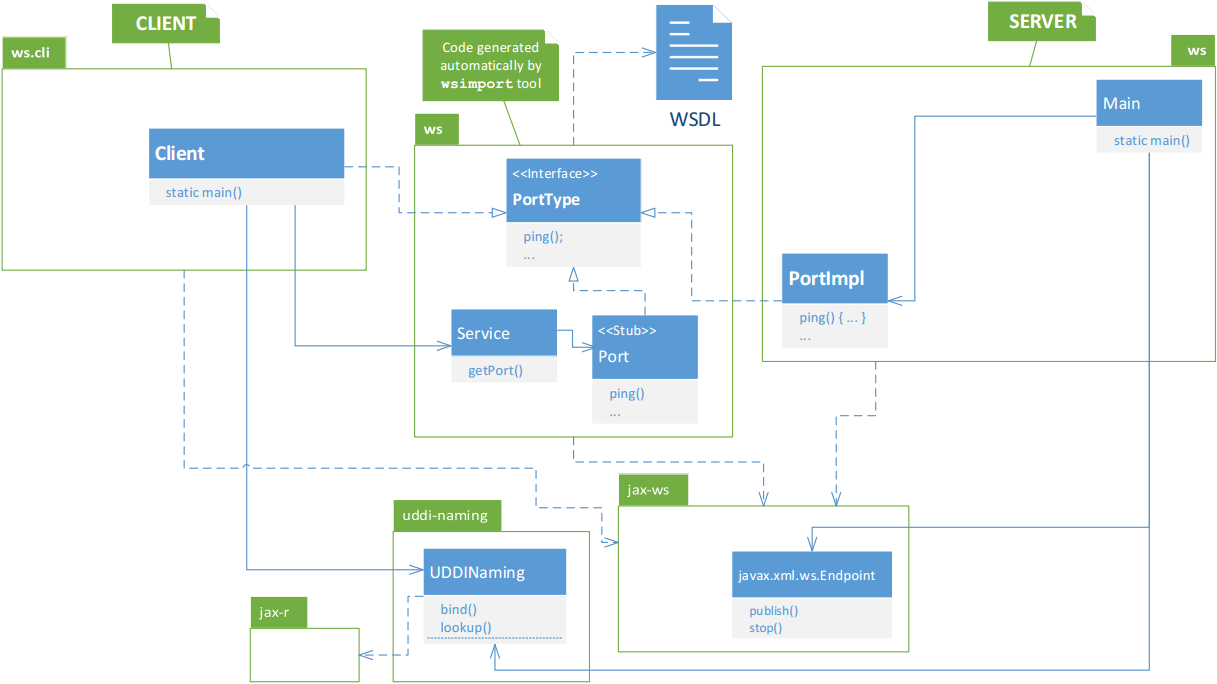 CLIENT
ws.cli
Client
static main()
Code generated
automatically by
wsimport tool
WSDL
ws
<<Interface>>
PortType
ping();
...
Service
getPort()
<<Stub>>
Port
ping()
...
SERVER
ws
Main
static main()
PortImpl
ping() { ... }
...
jax-ws
javax.xml.ws.Endpoint
publish()
stop()
uddi-naming
UDDINaming
bind()
lookup()
jax-r